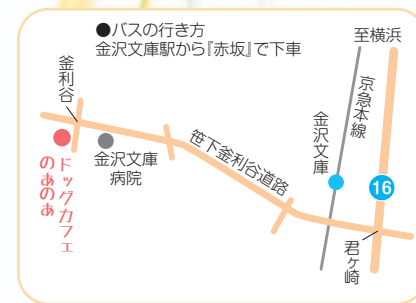 ●バスの行き方
金沢文庫駅から『赤坂』で下車
至横浜
釜利谷
京急本線
金沢文庫
金沢文庫
病院
ドッグカフェ
のあのあ
笹下釜利谷道路
16
君ヶ崎